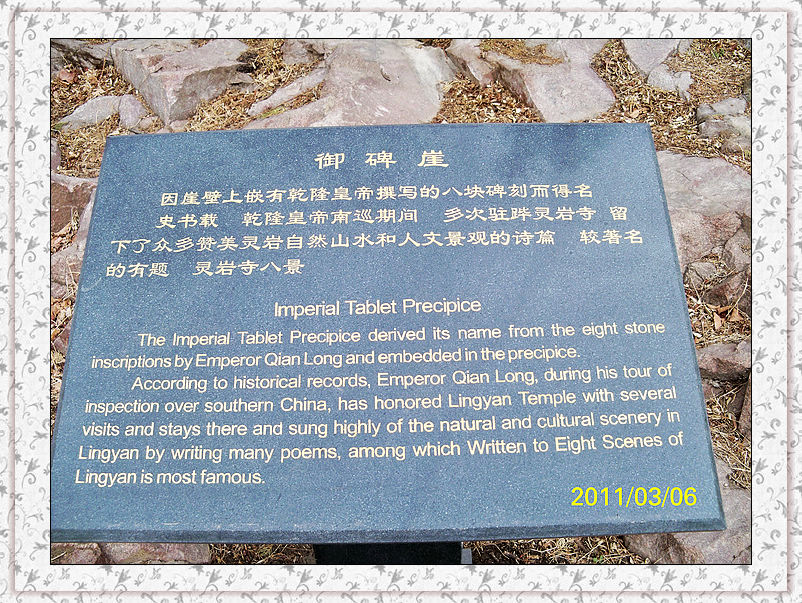 御碑崖
因崖壁上嵌有乾隆皇帝撰写的八块碑刻而得名
史书载 乾隆皇帝南巡期间 多次驻跸灵岩寺 留
下了众多赞美灵岩自然山水和人文景观的诗篇 较著名
的有题 灵岩寺八景
Imperial Tablet Precipice
The Imperial Tablet Precipice derived its name from the eight stone
inscriptions by Emperor Qian Long and embedded in the precipice.
According to historical records, Emperor Qian Long, during his tour of
inspection over southern China, has honored Lingyan Temple with several
visits and stays there and sung highly of the natural and cultural scenery in
Lingyan by writing many poems, among which Written to Eight Scenes of
Lingyan is most famous.
2011/03/06